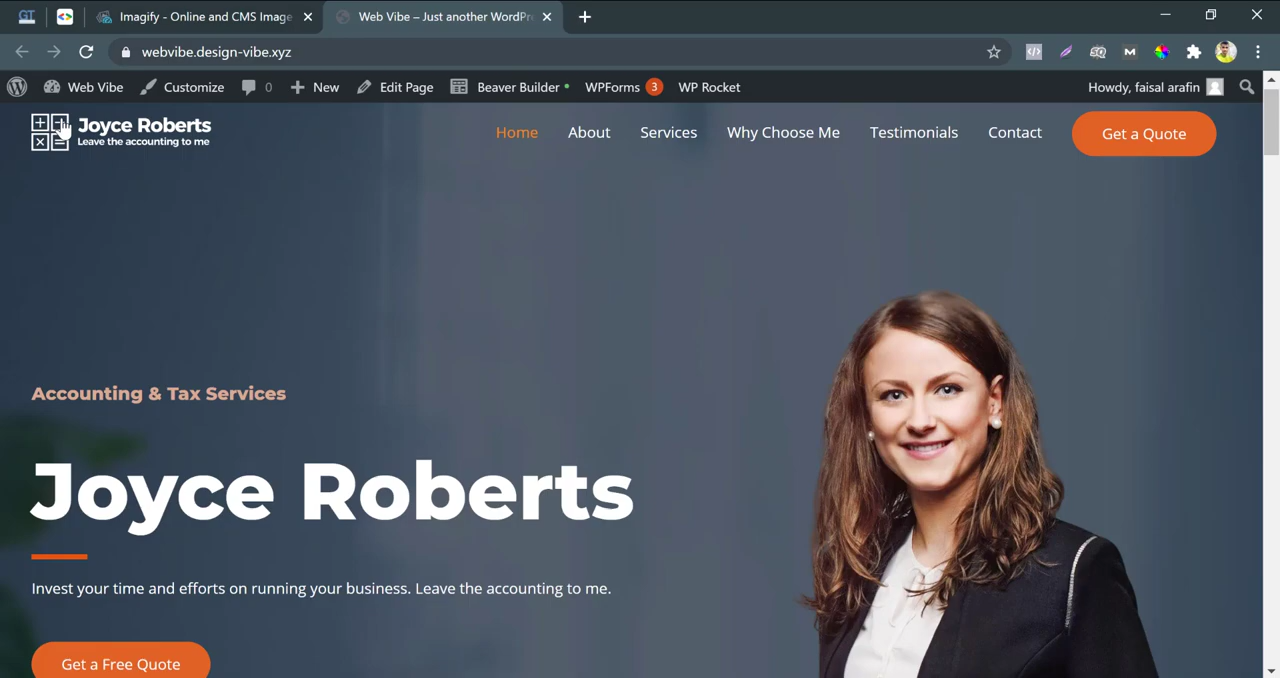 GT
Imagify - Online and CMS Image
Web Vibe – Just another WordPr
webvibe.design-vibe.xyz
SQ
M
Web Vibe
Customize
0
New
Edit Page
Beaver Builder
WPForms 3
WP Rocket
Howdy, faisal arafin
Joyce Roberts
Leave the accounting to me
Home
About
Services
Why Choose Me
Testimonials
Contact
Get a Quote
Accounting & Tax Services
Joyce Roberts
Invest your time and efforts on running your business. Leave the accounting to me.
Get a Free Quote